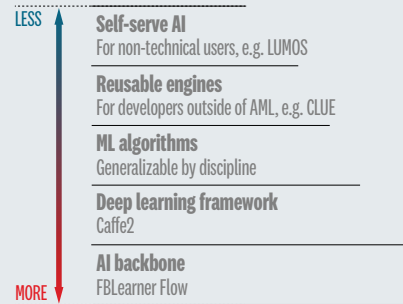 LESS
Self-serve AI
For non-technical users, e.g. LUMOS
Reusable engines
For developers outside of AML, e.g. CLUE
ML algorithms
Generalizable by discipline
Deep learning framework
Caffe2
AI backbone
MORE
FBLearner Flow